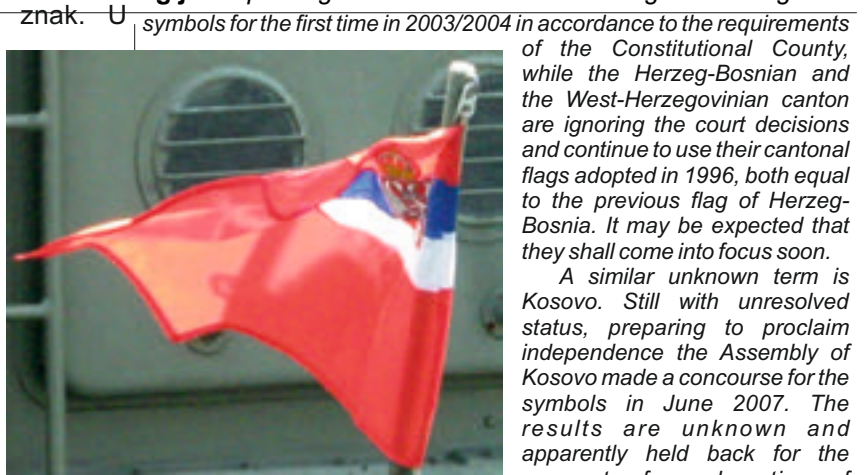 znak. U
symbols for the first time in 2003/2004 in accordance to the requirements
of the Constitutional County,
while the Herzeg-Bosnian and
the West-Herzegovinian canton
are ignoring the court decisions
and continue to use their cantonal
flags adopted in 1996, both equal
to the previous flag of Herzeg-
Bosnia. It may be expected that
they shall come into focus soon.
A similar unknown term is
Kosovo. Still with unresolved
status, preparing to proclaim
independence the Assembly of
Kosovo made a concourse for the
symbols in June 2007. The
results are unknown and
apparently held back for the